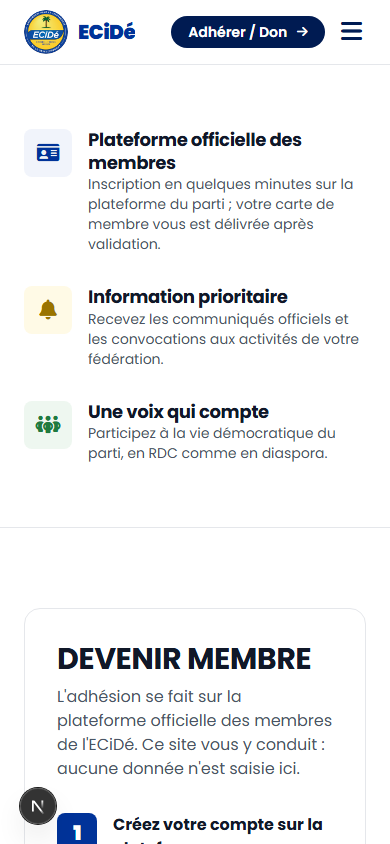 ECiDé
ECiDé
Adhérer / Don →
Plateforme officielle des
membres
Inscription en quelques minutes sur la
plateforme du parti ; votre carte de
membre vous est délivrée après
validation.
Information prioritaire
Recevez les communiqués officiels et
les convocations aux activités de votre
fédération.
Une voix qui compte
Participez à la vie démocratique du
parti, en RDC comme en diaspora.
DEVENIR MEMBRE
L'adhésion se fait sur la
plateforme officielle des membres
de l'ECiDé. Ce site vous y conduit :
aucune donnée n'est saisie ici.
N
1
Créez votre compte sur la